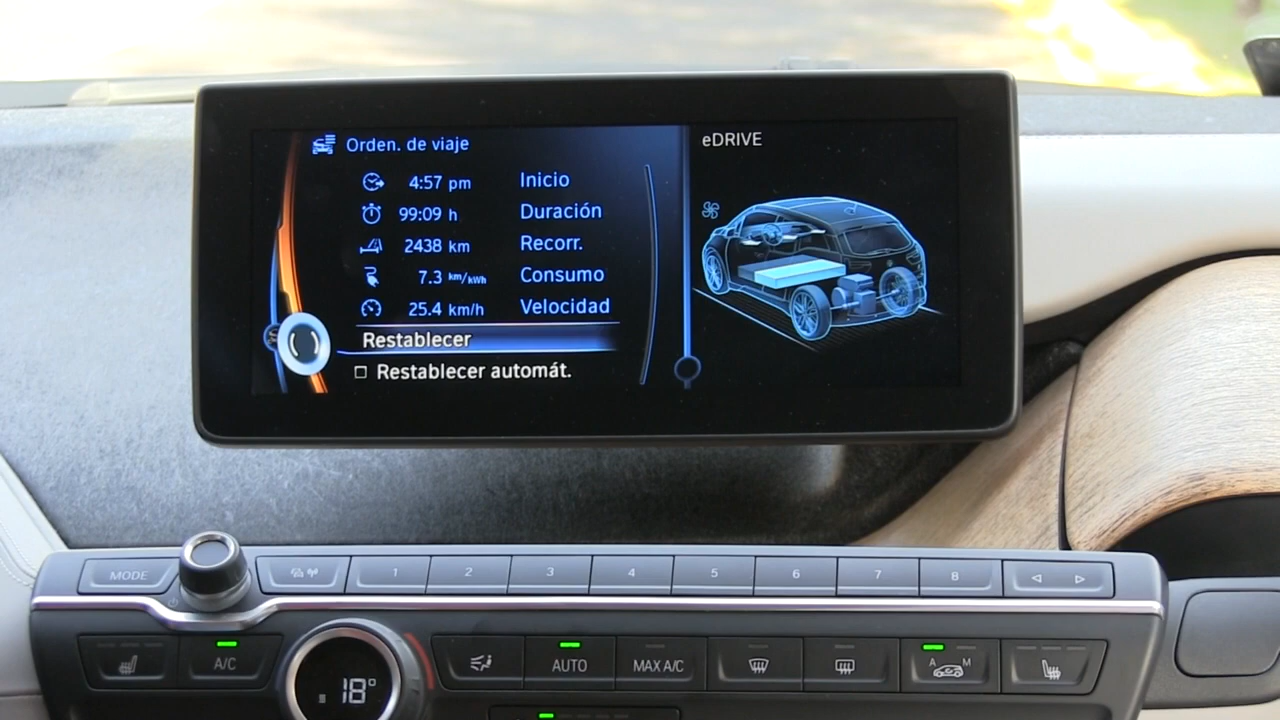 Orden. de viaje
4:57 pm Inicio
99:09 h Duración
2438 km Recorr.
7.3 km/kWh Consumo
25.4 km/h Velocidad
Restablecer
Restablecer automát.
eDRIVE
MODE 1 2 3 4 5 6 7 8
A/C AUTO MAX A/C A M
18°